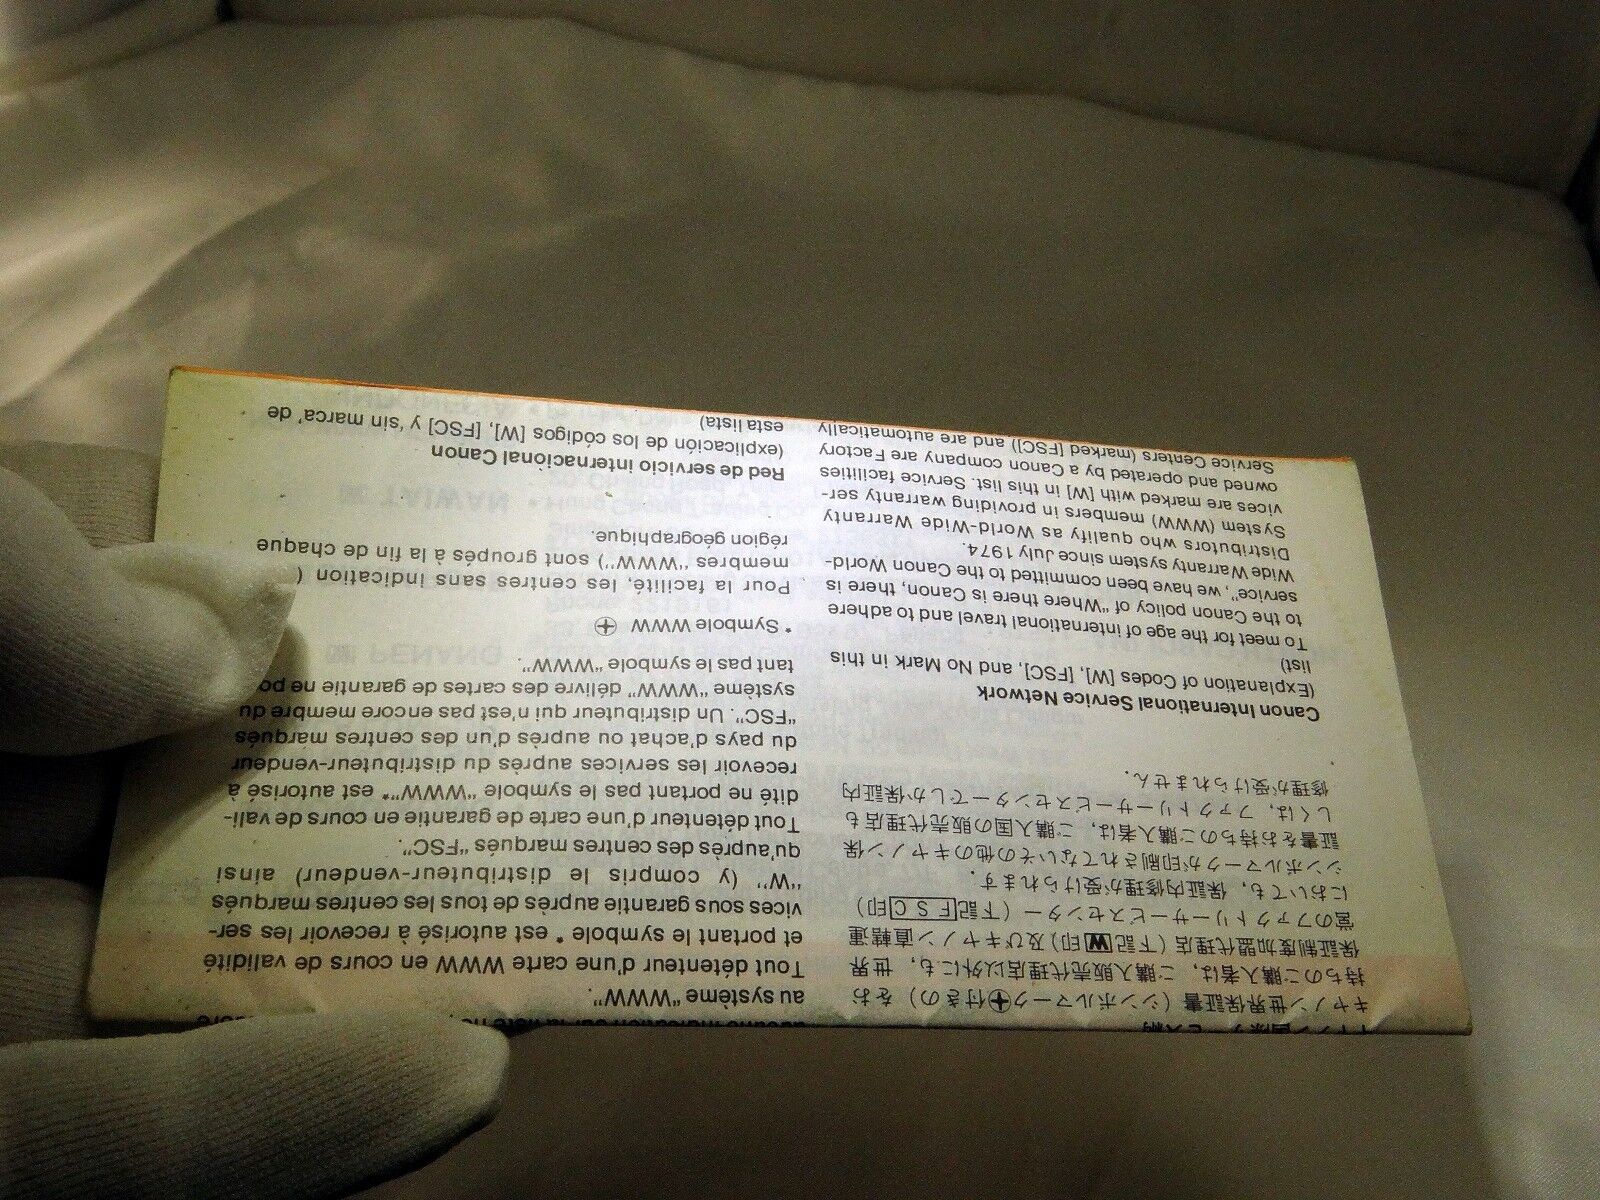 キヤノン国際サービス網
キヤノン世界保証書（シンボルマーク⊕付きの）をお
持ちのご購入者は，ご購入販売代理店以外にも，世界
保証制度加盟代理店（下記W印）及びキヤノン直轄運
営のファクトリーサービスセンター（下記FSC印）
においても，保証内修理が受けられます．
シンボルマークが印刷されてないその他のキヤノン保
証書をお持ちのご購入者は，ご購入国の販売代理店も
しくは，ファクトリーサービスセンターでしか保証内
修理が受けられません．
Canon International Service Network
(Explanation of Codes [W], [FSC], and No Mark in this
list)
To meet for the age of international travel and to adhere
to the Canon policy of "Where there is Canon, there is
service", we have been committed to the Canon World-
Wide Warranty system since July 1974.
Distributors who qualify as World-Wide Warranty
System (WWW) members in providing warranty ser-
vices are marked with [W] in this list. Service facilities
owned and operated by a Canon company are Factory
Service Centers (marked [FSC]) and are automatically
au système "WWW".
Tout détenteur d'une carte WWW en cours de validité
et portant le symbole * est autorisé à recevoir les ser-
vices sous garantie auprès de tous les centres marqués
"W" (y compris le distributeur-vendeur) ainsi
qu'auprès des centres marqués "FSC".
Tout détenteur d'une carte de garantie en cours de vali-
dité ne portant pas le symbole "WWW"* est autorisé à
recevoir les services auprès du distributeur-vendeur
du pays d'achat ou auprès d'un des centres marqués
"FSC". Un distributeur qui n'est pas encore membre du
système "WWW" délivre des cartes de garantie ne po
tant pas le symbole "WWW".
* Symbole WWW ⊕
Pour la facilité, les centres sans indication (
membres "WWW") sont groupés à la fin de chaque
région géographique.
Red de servicio internaciónal Canon
(explicación de los códigos [W], [FSC] y 'sin marca' de
esta lista)